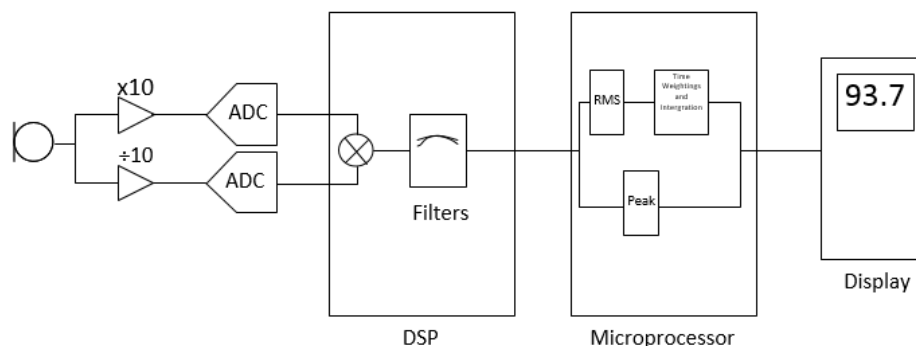 x10
ADC
÷10
ADC
Filters
DSP
RMS
Time
Weightings
and
Intergration
Peak
Microprocessor
93.7
Display